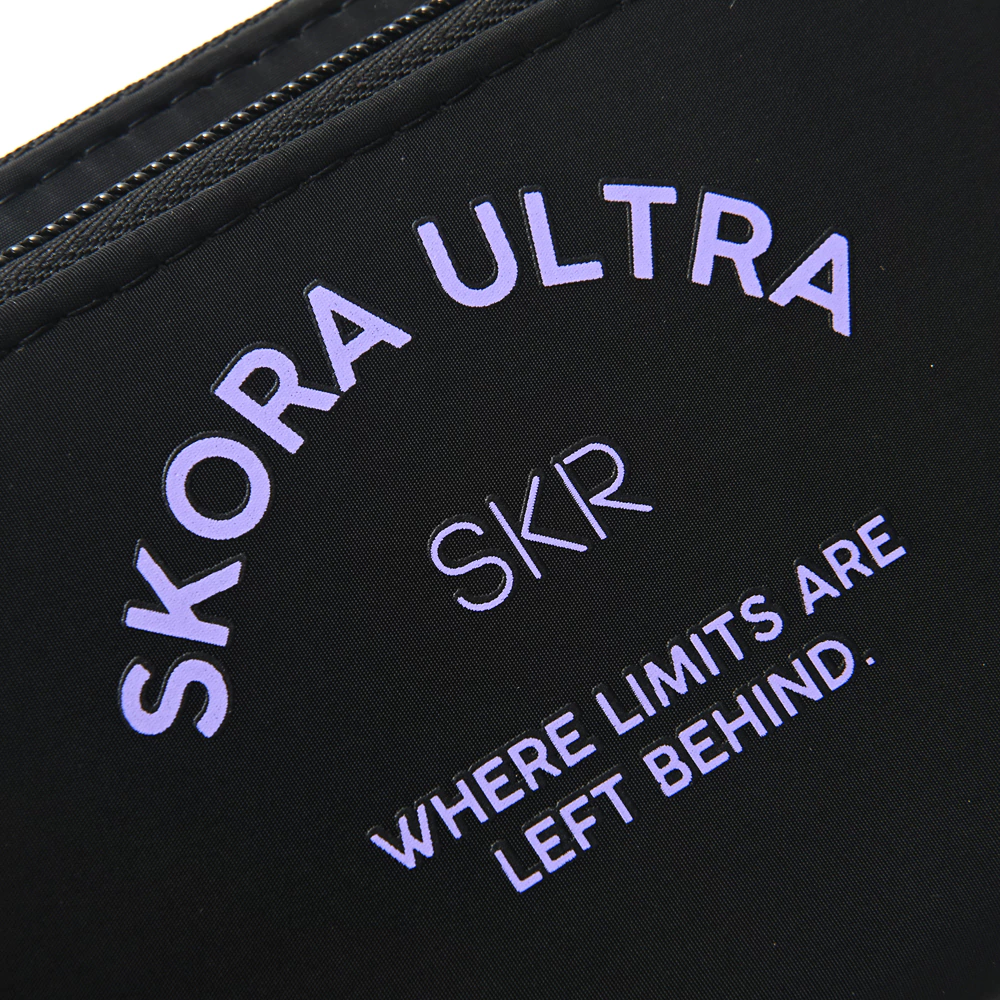 SKORA ULTRA
SKR
WHERE LIMITS ARE
LEFT BEHIND.